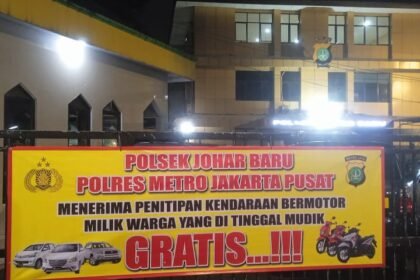 POLSEK JOHAR BARU
POLRES METRO JAKARTA PUSAT
MENERIMA PENITIPAN KENDARAAN BERMOTOR
MILIK WARGA YANG DI TINGGAL MUDIK
GRATIS...!!!